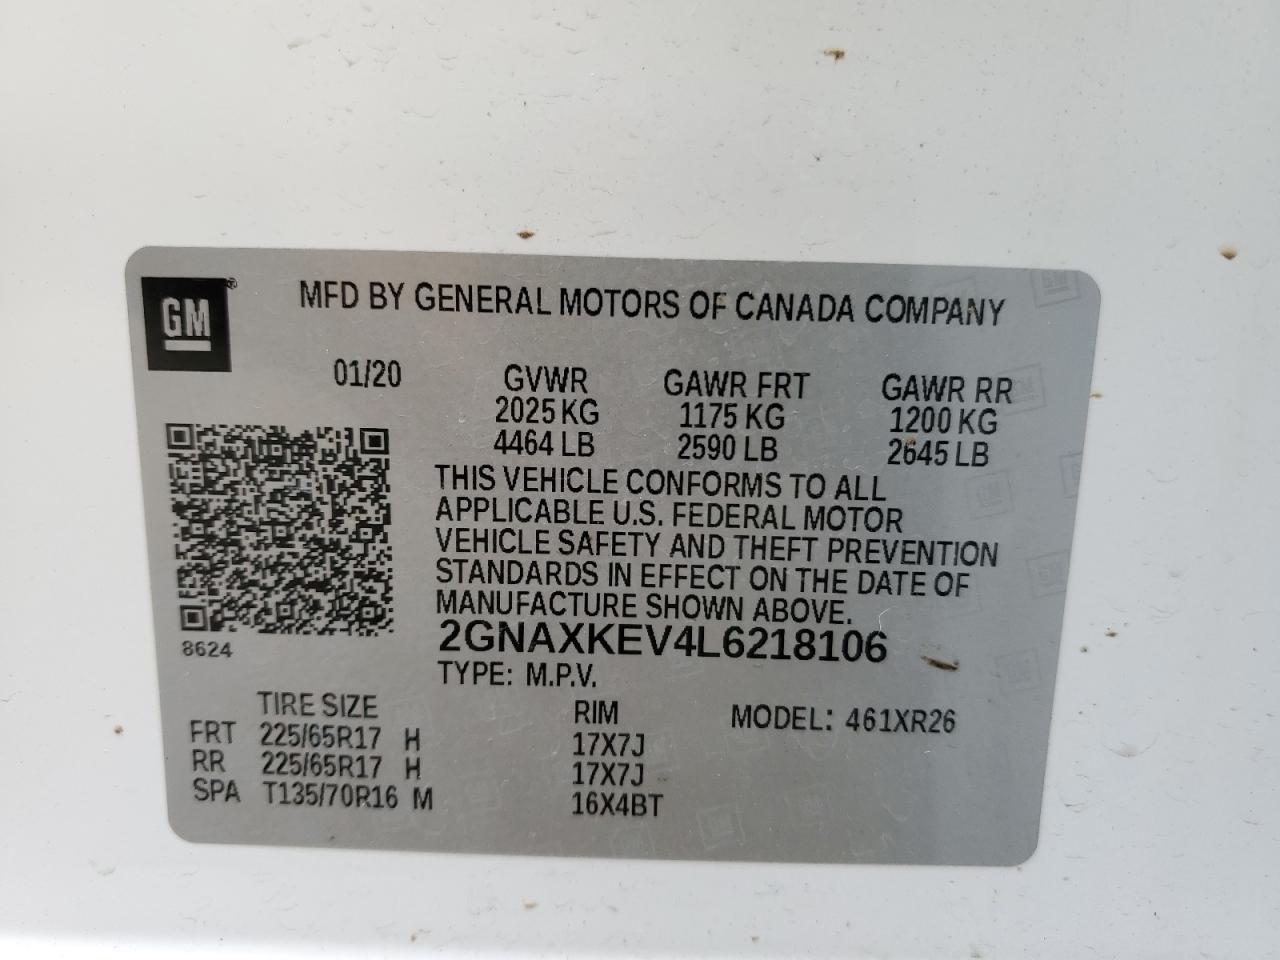 GM®
MFD BY GENERAL MOTORS OF CANADA COMPANY
01/20 GVWR GAWR FRT GAWR RR
2025 KG 1175 KG 1200 KG
4464 LB 2590 LB 2645 LB
THIS VEHICLE CONFORMS TO ALL
APPLICABLE U.S. FEDERAL MOTOR
VEHICLE SAFETY AND THEFT PREVENTION
STANDARDS IN EFFECT ON THE DATE OF
MANUFACTURE SHOWN ABOVE.
8624
2GNAXKEV4L6218106
TYPE: M.P.V.
TIRE SIZE RIM MODEL: 461XR26
FRT 225/65R17 H 17X7J
RR 225/65R17 H 17X7J
SPA T135/70R16 M 16X4BT